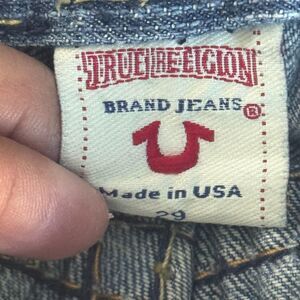 TRUE RELIGION
BRAND JEANS®
Made in USA
29